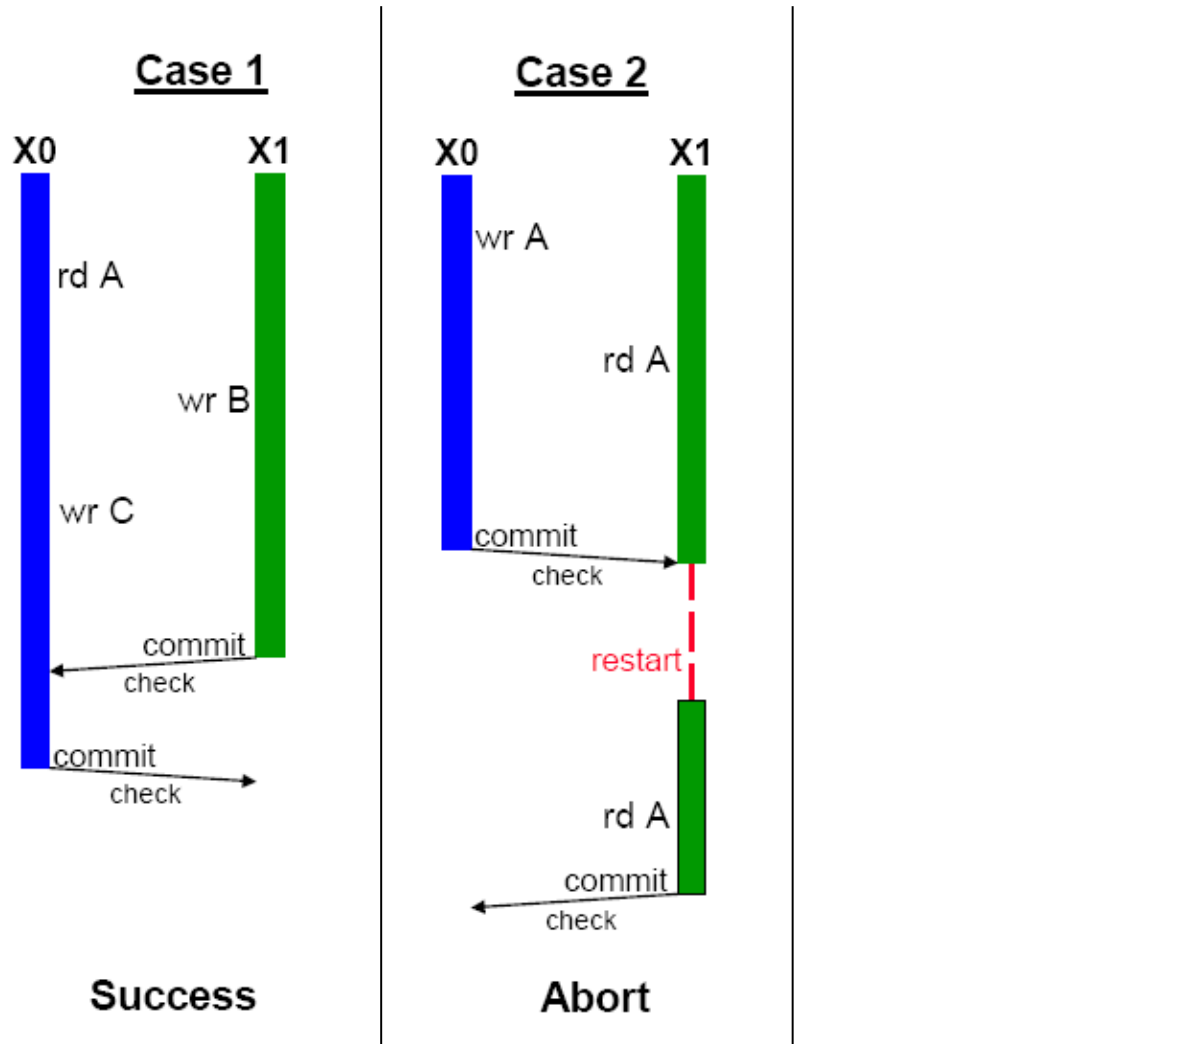 Case 1
X0 X1
rd A
wr B
wr C
commit
check
commit
check
Success
Case 2
X0 X1
wr A
rd A
commit
check
restart
rd A
commit
check
Abort